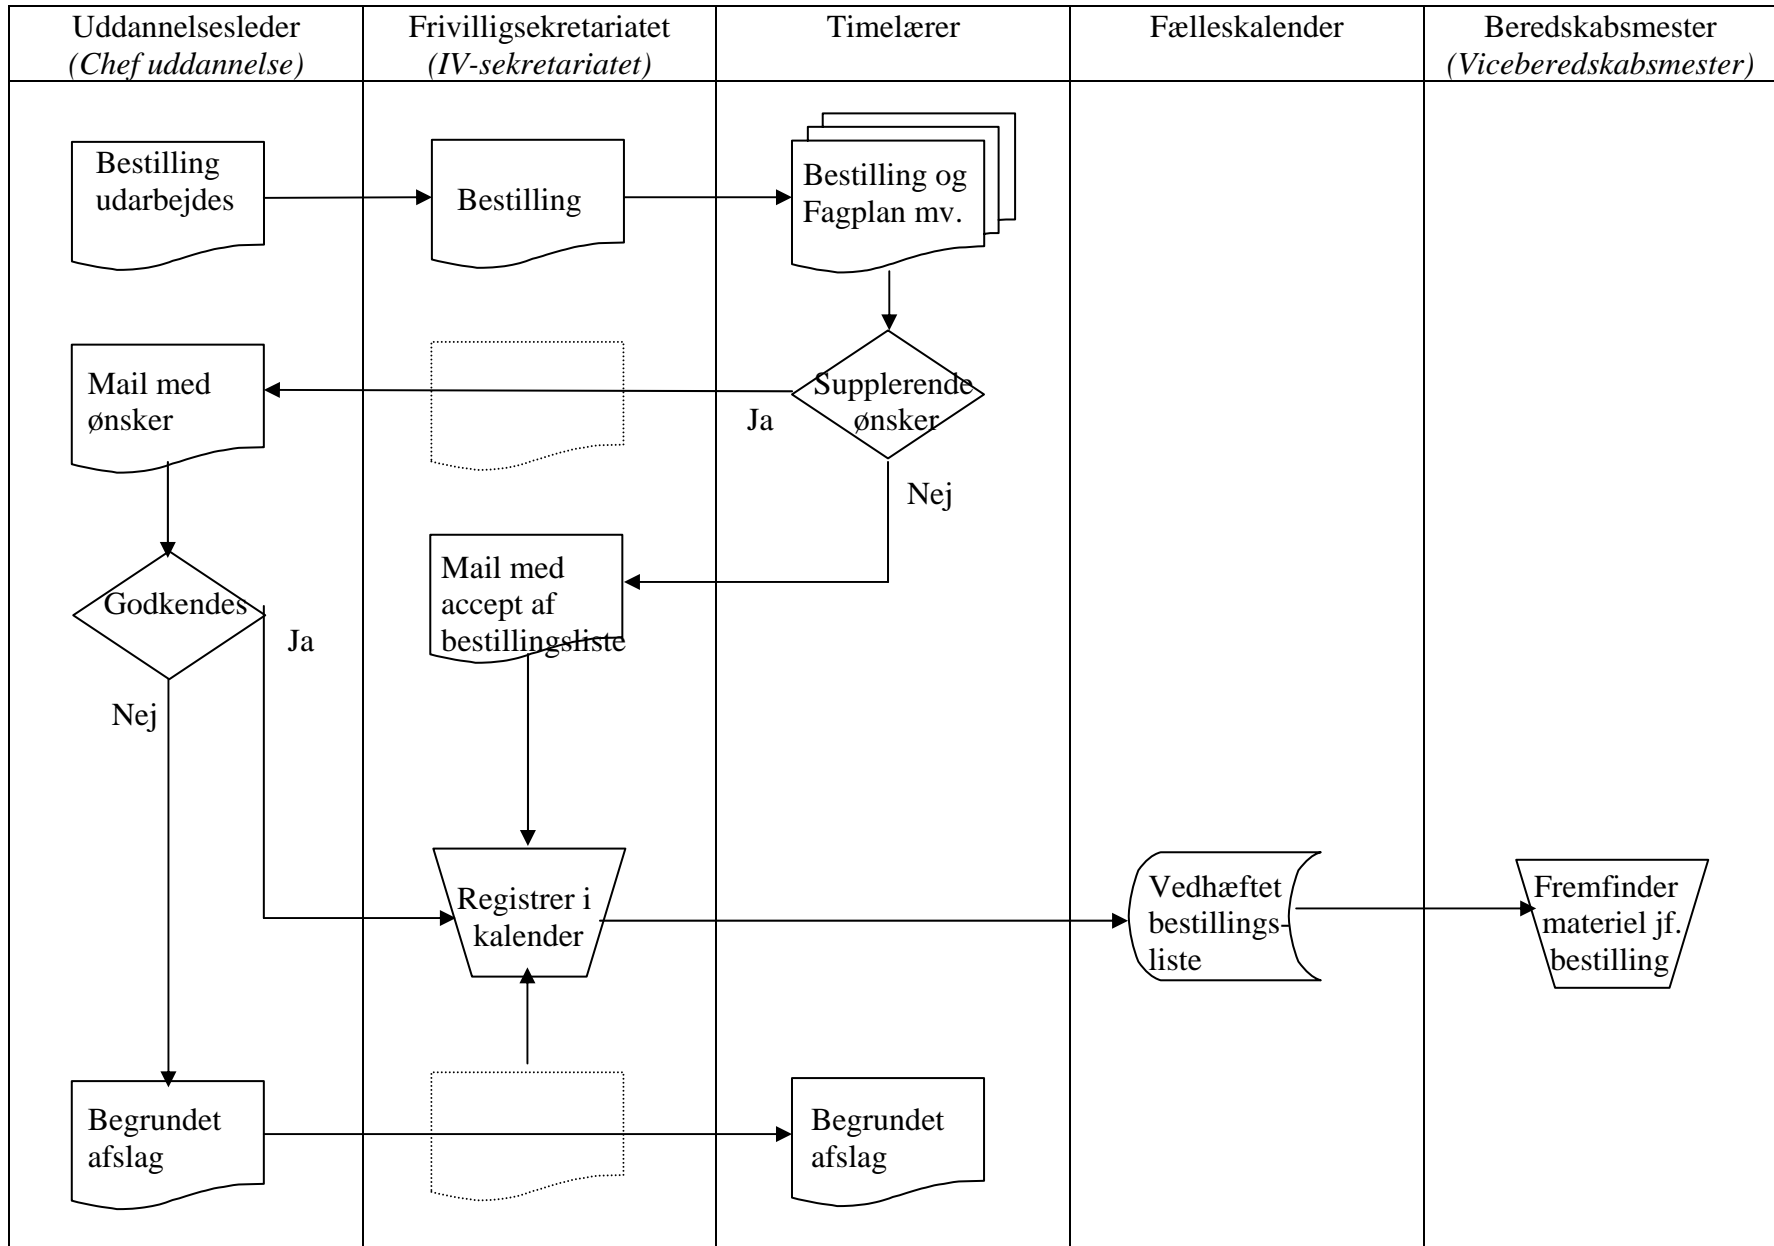 Uddannelsesleder
(Chef uddannelse)
Frivilligsekretariatet
(IV-sekretariatet)
Timelærer
Fælleskalender
Beredskabsmester
(Viceberedskabsmester)
Bestilling
udarbejdes
Bestilling
Bestilling og
Fagplan mv.
Mail med
ønsker
Ja
Supplerende
ønsker
Nej
Godkendes
Ja
Nej
Mail med
accept af
bestillingsliste
Registrer i
kalender
Vedhæftet
bestillings-
liste
Fremfinder
materiel jf.
bestilling
Begrundet
afslag
Begrundet
afslag